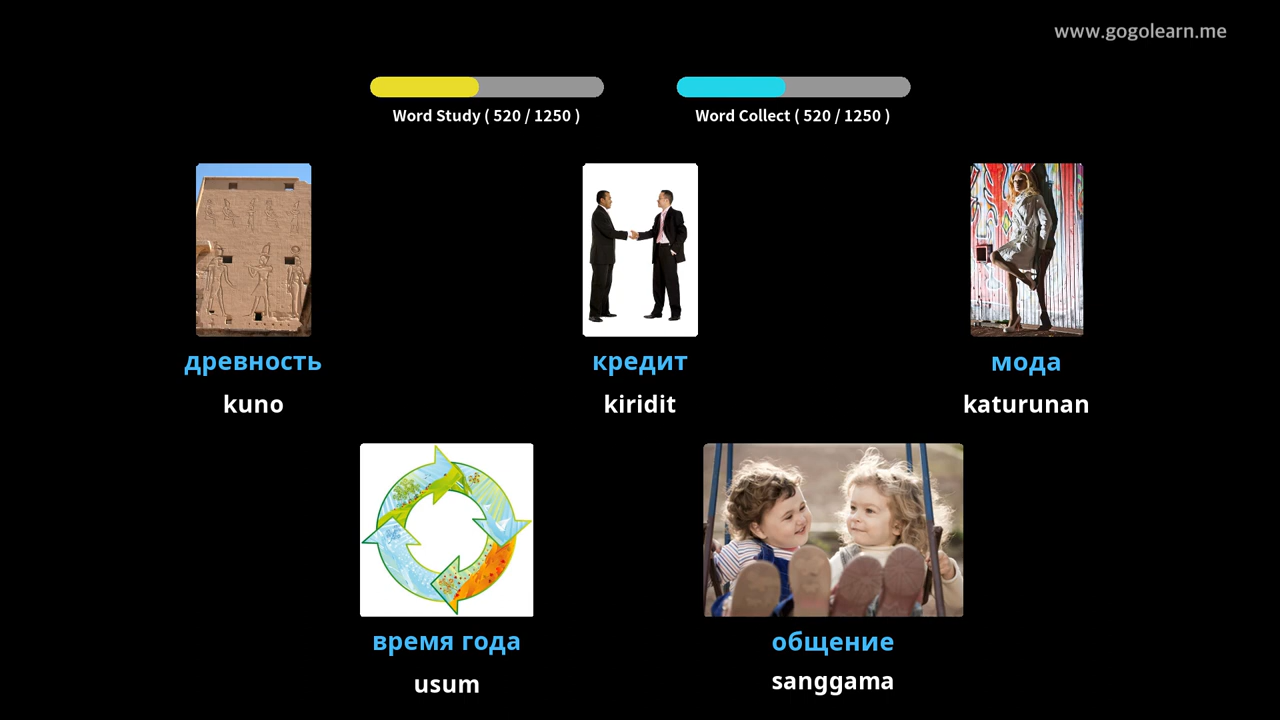 www.gogolearn.me
Word Study ( 520 / 1250 )
Word Collect ( 520 / 1250 )
древность
kuno
кредит
kiridit
мода
katurunan
время года
usum
общение
sanggama